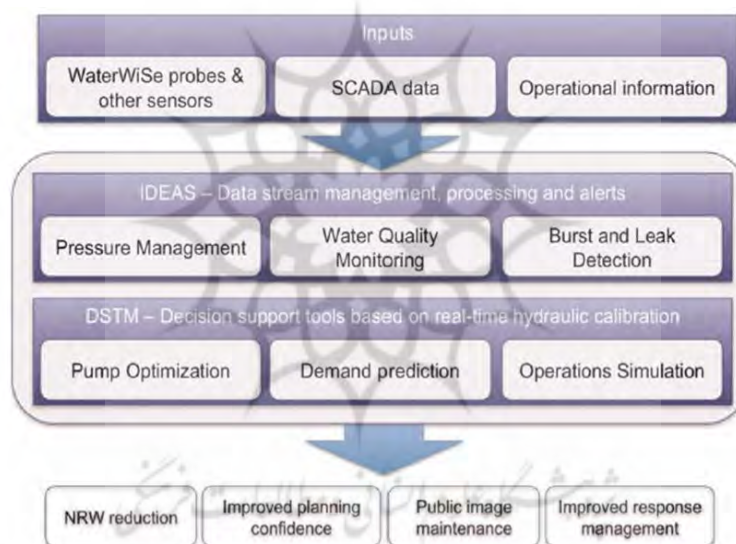 Inputs
WaterWiSe probes &
other sensors
SCADA data
Operational information
IDEAS – Data stream management, processing and alerts
Pressure Management
Water Quality
Monitoring
Burst and Leak
Detection
DSTM – Decision support tools based on real-time hydraulic calibration
Pump Optimization
Demand prediction
Operations Simulation
NRW reduction
Improved planning
confidence
Public image
maintenance
Improved response
management